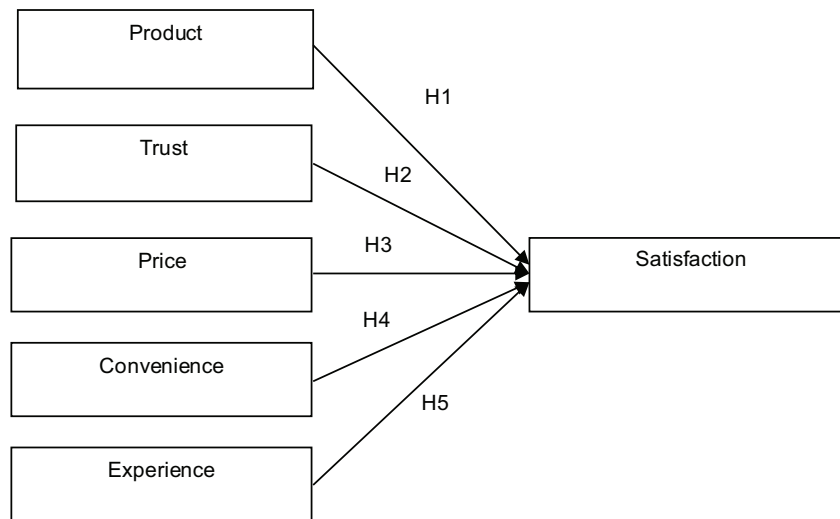 Product
H1
Trust
H2
Price
H3
Satisfaction
Convenience
H4
Experience
H5